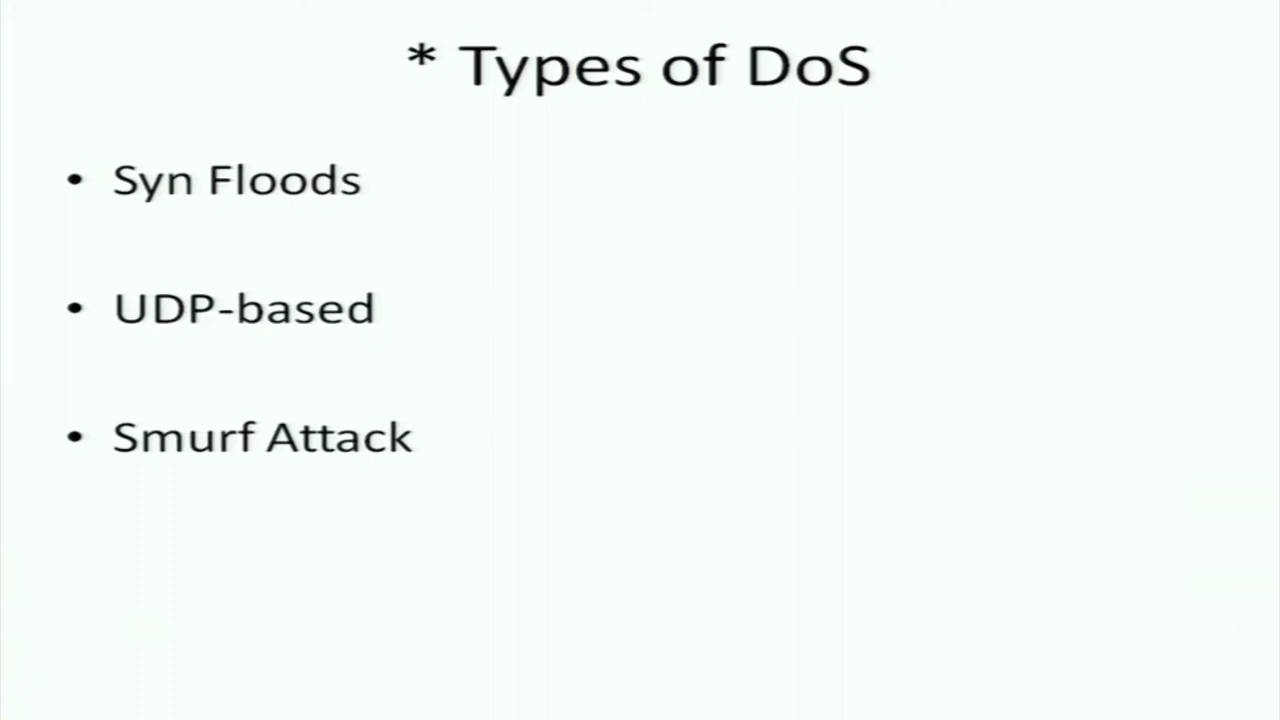 * Types of DoS
• Syn Floods
• UDP-based
• Smurf Attack